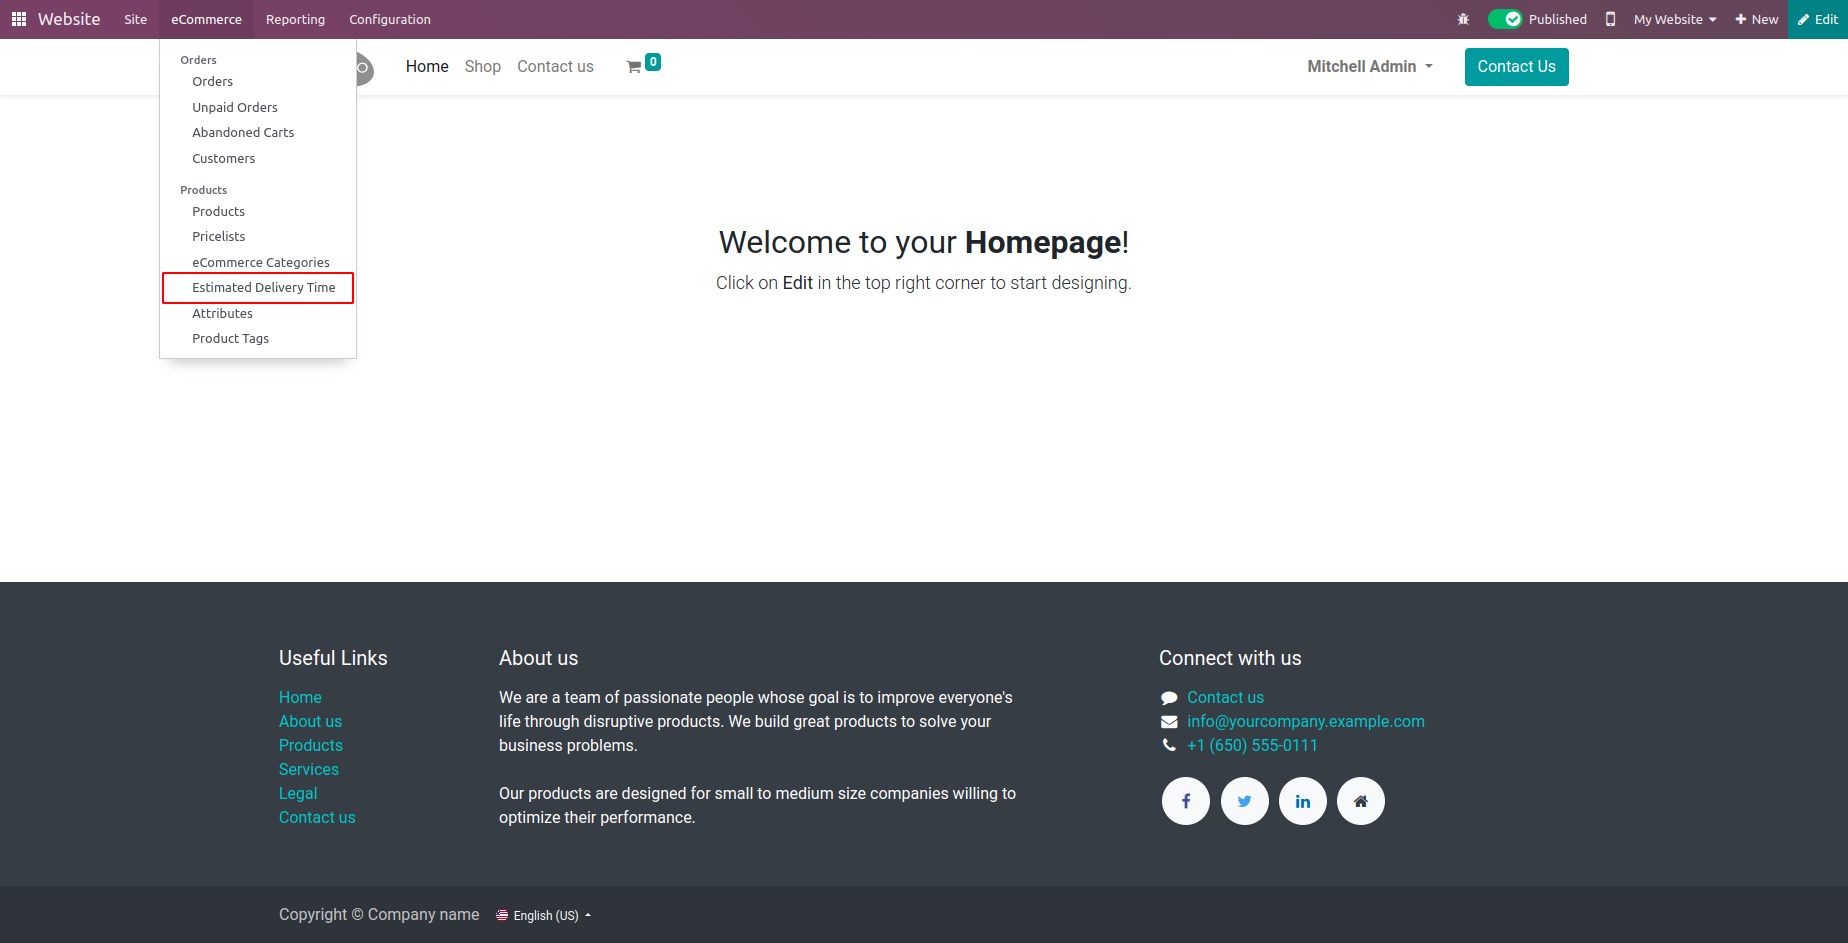 Website Site eCommerce Reporting Configuration Published My Website New Edit
Orders
Orders
Unpaid Orders
Abandoned Carts
Customers
Products
Products
Pricelists
eCommerce Categories
Estimated Delivery Time
Attributes
Product Tags
Home Shop Contact us 0 Mitchell Admin Contact Us
Welcome to your Homepage!
Click on Edit in the top right corner to start designing.
Useful Links
Home
About us
Products
Services
Legal
Contact us
About us
We are a team of passionate people whose goal is to improve everyone's
life through disruptive products. We build great products to solve your
business problems.
Our products are designed for small to medium size companies willing to
optimize their performance.
Connect with us
Contact us
info@yourcompany.example.com
+1 (650) 555-0111
Copyright © Company name English (US)